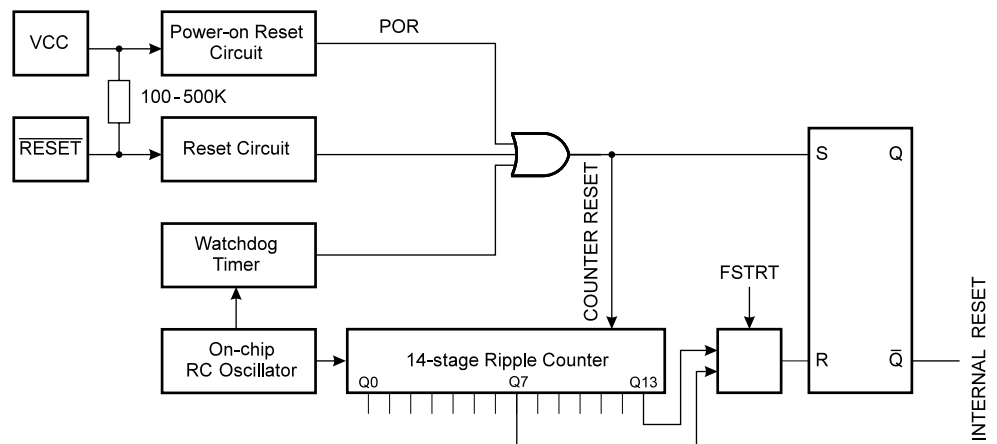 VCC
Power-on Reset
Circuit
POR
100-500K
RESET
Reset Circuit
S
Q
COUNTER RESET
Watchdog
Timer
FSTRT
On-chip
RC Oscillator
14-stage Ripple Counter
Q0
Q7
Q13
R
Q̅
INTERNAL RESET